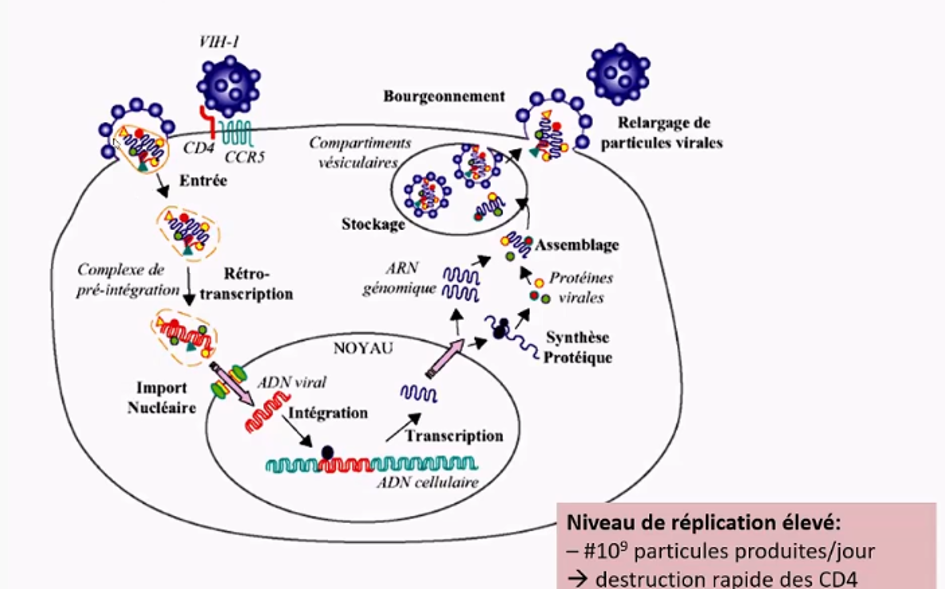 VIH-1
Bourgeonnement
Relargage de
particules virales
CD4
CCR5
Compartiments
vésiculaires
Entrée
Stockage
Assemblage
Complexe de
pré-intégration
Rétro-
transcription
ARN
génomique
Protéines
virales
Synthèse
Protéique
NOYAU
Import
Nucléaire
ADN viral
Intégration
Transcription
ADN cellulaire
Niveau de réplication élevé:
– #10⁹ particules produites/jour
→ destruction rapide des CD4